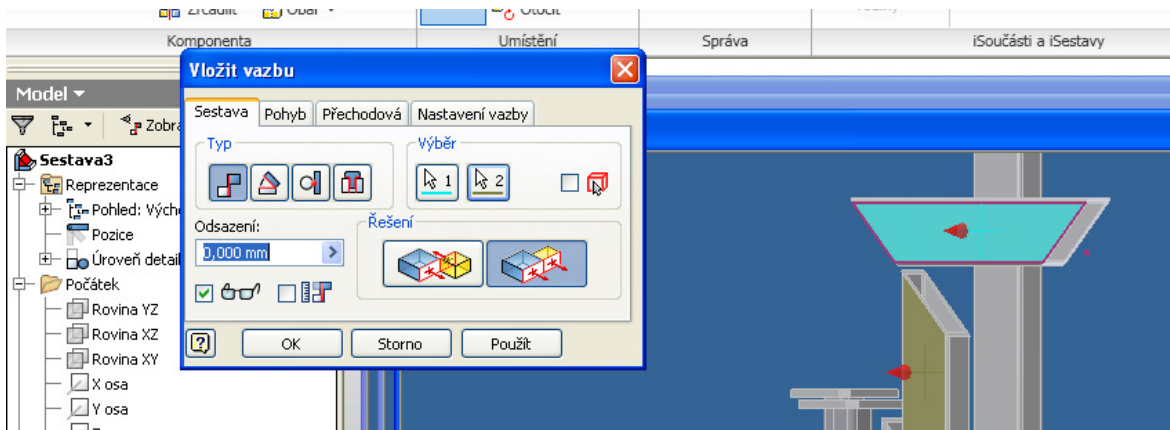 Zrcadlit Obal Otočit
Komponenta Umístění Správa iSoučásti a iSestavy
Vložit vazbu
Model
Sestava Pohyb Přechodová Nastavení vazby
Zobra
Typ Výběr
1 2
Sestava3
Reprezentace
Pohled: Výcho
Pozice
Úroveň detail
Počátek
Rovina YZ
Rovina XZ
Rovina XY
X osa
Y osa
Odsazení: Řešení
0,000 mm
OK Storno Použít